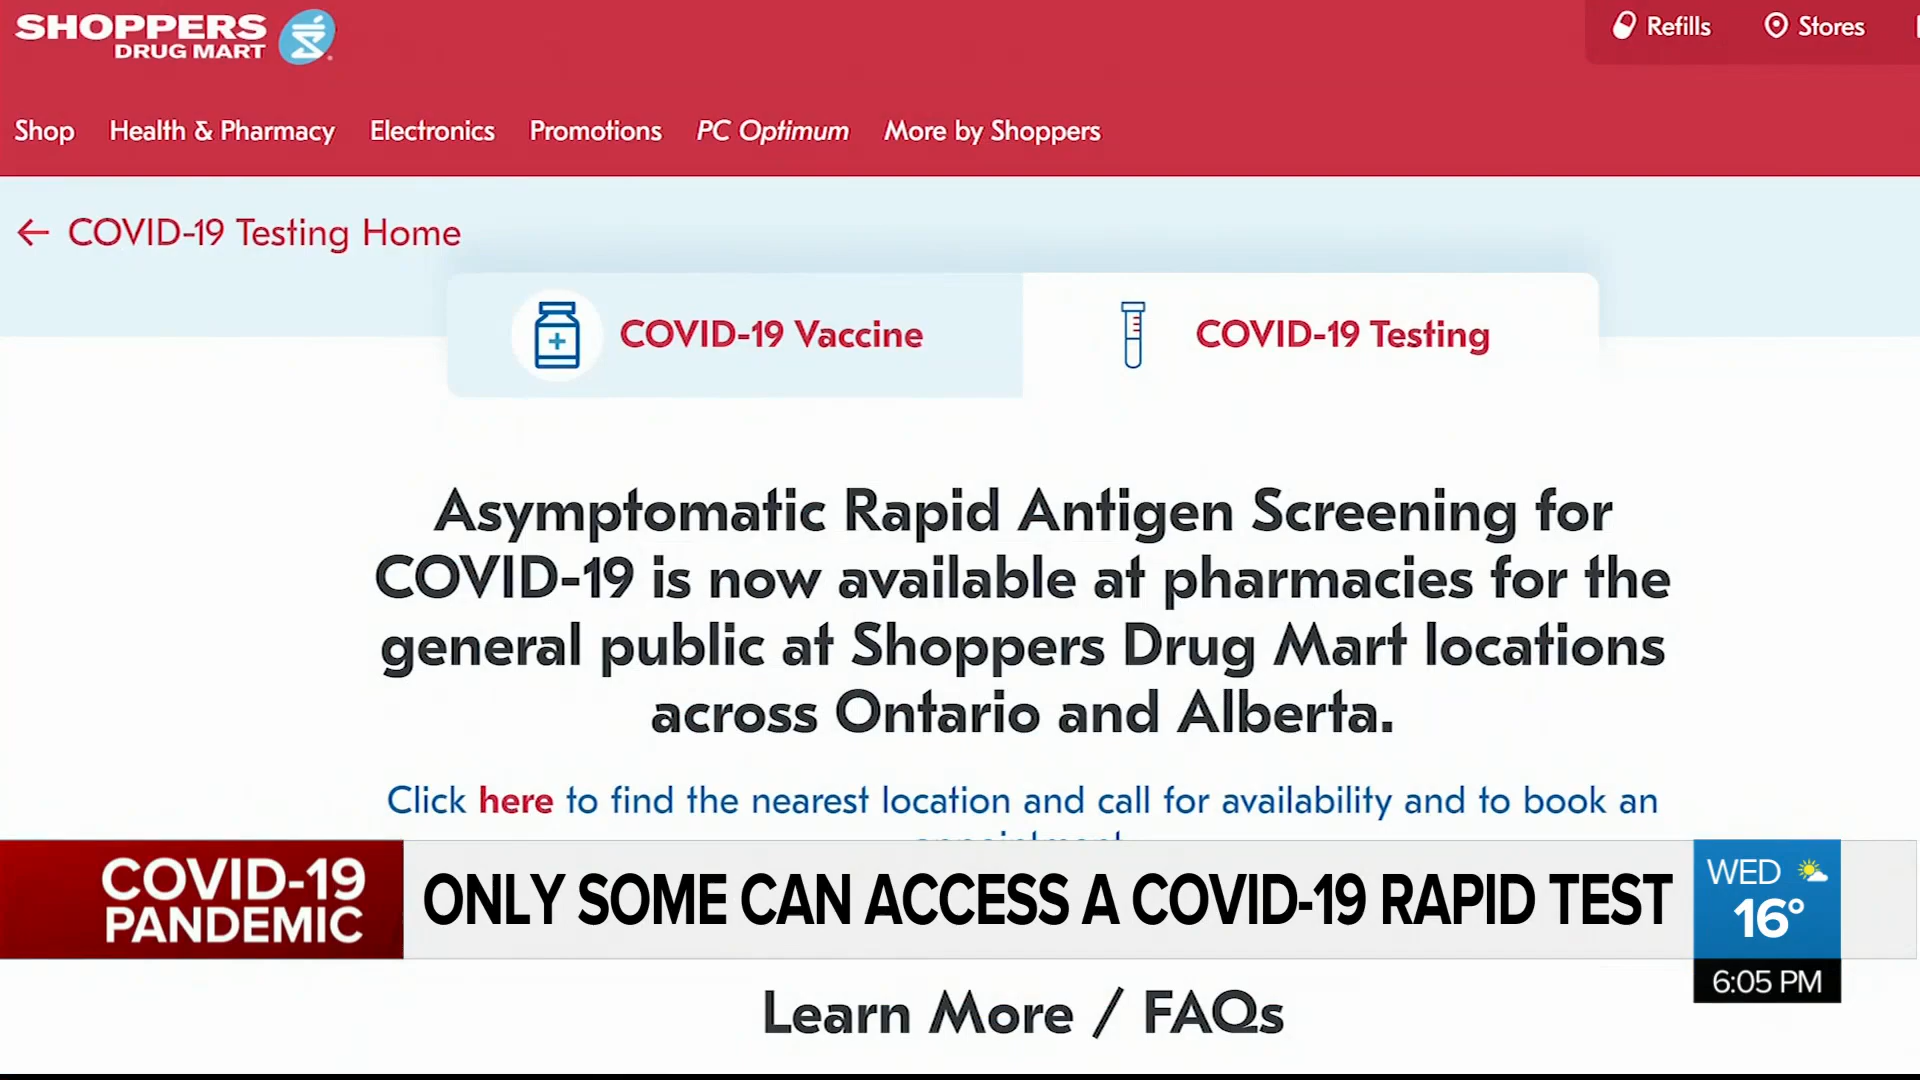 SHOPPERS
DRUG MART
Refills
Stores
Shop
Health & Pharmacy
Electronics
Promotions
PC Optimum
More by Shoppers
← COVID-19 Testing Home
COVID-19 Vaccine
COVID-19 Testing
Asymptomatic Rapid Antigen Screening for
COVID-19 is now available at pharmacies for the
general public at Shoppers Drug Mart locations
across Ontario and Alberta.
Click here to find the nearest location and call for availability and to book an
COVID-19
PANDEMIC
ONLY SOME CAN ACCESS A COVID-19 RAPID TEST
WED
16°
6:05 PM
Learn More / FAQs